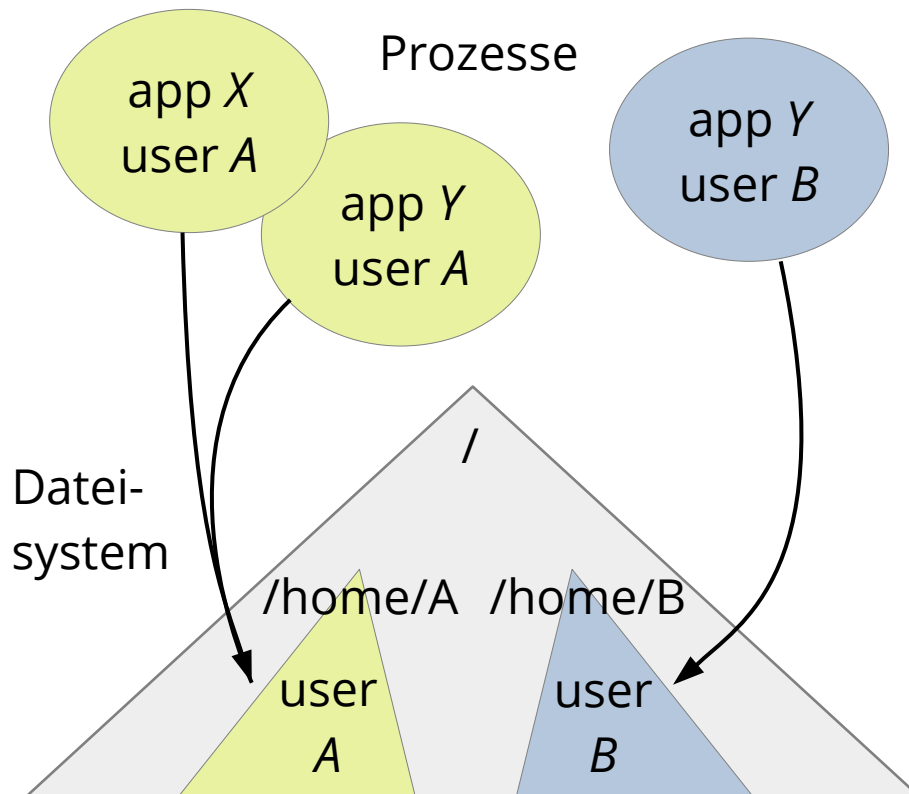 Prozesse
app X
user A
app Y
user A
app Y
user B
/
Datei-
system
/home/A
/home/B
user
A
user
B